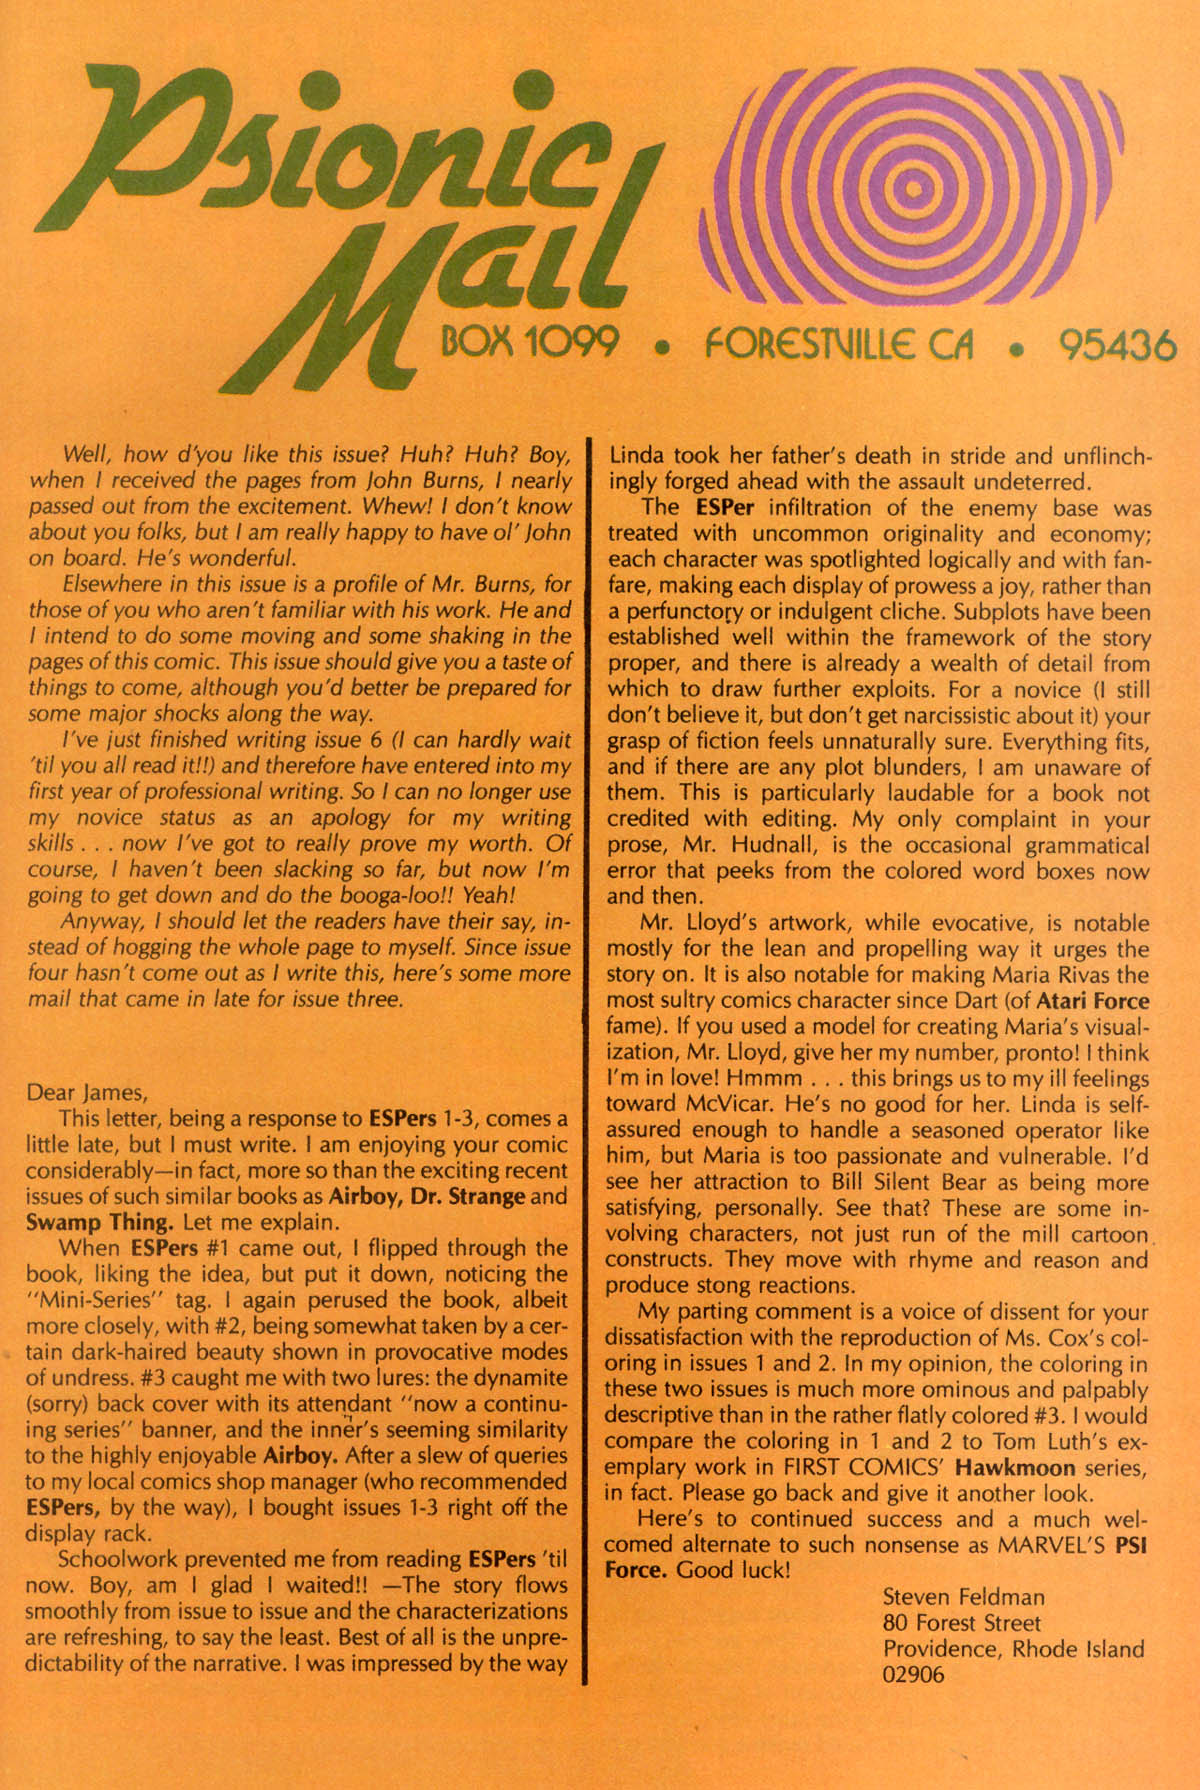 Psionic
Mail
BOX 1099 • FORESTVILLE CA • 95436
Well, how d'you like this issue? Huh? Huh? Boy,
when I received the pages from John Burns, I nearly
passed out from the excitement. Whew! I don't know
about you folks, but I am really happy to have ol' John
on board. He's wonderful.
Elsewhere in this issue is a profile of Mr. Burns, for
those of you who aren't familiar with his work. He and
I intend to do some moving and some shaking in the
pages of this comic. This issue should give you a taste of
things to come, although you'd better be prepared for
some major shocks along the way.
I've just finished writing issue 6 (I can hardly wait
'til you all read it!!) and therefore have entered into my
first year of professional writing. So I can no longer use
my novice status as an apology for my writing
skills . . . now I've got to really prove my worth. Of
course, I haven't been slacking so far, but now I'm
going to get down and do the booga-loo!! Yeah!
Anyway, I should let the readers have their say, in-
stead of hogging the whole page to myself. Since issue
four hasn't come out as I write this, here's some more
mail that came in late for issue three.
Dear James,
This letter, being a response to ESPers 1-3, comes a
little late, but I must write. I am enjoying your comic
considerably—in fact, more so than the exciting recent
issues of such similar books as Airboy, Dr. Strange and
Swamp Thing. Let me explain.
When ESPers #1 came out, I flipped through the
book, liking the idea, but put it down, noticing the
"Mini-Series" tag. I again perused the book, albeit
more closely, with #2, being somewhat taken by a cer-
tain dark-haired beauty shown in provocative modes
of undress. #3 caught me with two lures: the dynamite
(sorry) back cover with its attendant "now a continu-
ing series" banner, and the inner's seeming similarity
to the highly enjoyable Airboy. After a slew of queries
to my local comics shop manager (who recommended
ESPers, by the way), I bought issues 1-3 right off the
display rack.
Schoolwork prevented me from reading ESPers 'til
now. Boy, am I glad I waited!! —The story flows
smoothly from issue to issue and the characterizations
are refreshing, to say the least. Best of all is the unpre-
dictability of the narrative. I was impressed by the way
Linda took her father's death in stride and unflinch-
ingly forged ahead with the assault undeterred.
The ESPer infiltration of the enemy base was
treated with uncommon originality and economy;
each character was spotlighted logically and with fan-
fare, making each display of prowess a joy, rather than
a perfunctory or indulgent cliche. Subplots have been
established well within the framework of the story
proper, and there is already a wealth of detail from
which to draw further exploits. For a novice (I still
don't believe it, but don't get narcissistic about it) your
grasp of fiction feels unnaturally sure. Everything fits,
and if there are any plot blunders, I am unaware of
them. This is particularly laudable for a book not
credited with editing. My only complaint in your
prose, Mr. Hudnall, is the occasional grammatical
error that peeks from the colored word boxes now
and then.
Mr. Lloyd's artwork, while evocative, is notable
mostly for the lean and propelling way it urges the
story on. It is also notable for making Maria Rivas the
most sultry comics character since Dart (of Atari Force
fame). If you used a model for creating Maria's visual-
ization, Mr. Lloyd, give her my number, pronto! I think
I'm in love! Hmmm . . . this brings us to my ill feelings
toward McVicar. He's no good for her. Linda is self-
assured enough to handle a seasoned operator like
him, but Maria is too passionate and vulnerable. I'd
see her attraction to Bill Silent Bear as being more
satisfying, personally. See that? These are some in-
volving characters, not just run of the mill cartoon
constructs. They move with rhyme and reason and
produce stong reactions.
My parting comment is a voice of dissent for your
dissatisfaction with the reproduction of Ms. Cox's col-
oring in issues 1 and 2. In my opinion, the coloring in
these two issues is much more ominous and palpably
descriptive than in the rather flatly colored #3. I would
compare the coloring in 1 and 2 to Tom Luth's ex-
emplary work in FIRST COMICS' Hawkmoon series,
in fact. Please go back and give it another look.
Here's to continued success and a much wel-
comed alternate to such nonsense as MARVEL'S PSI
Force. Good luck!
Steven Feldman
80 Forest Street
Providence, Rhode Island
02906